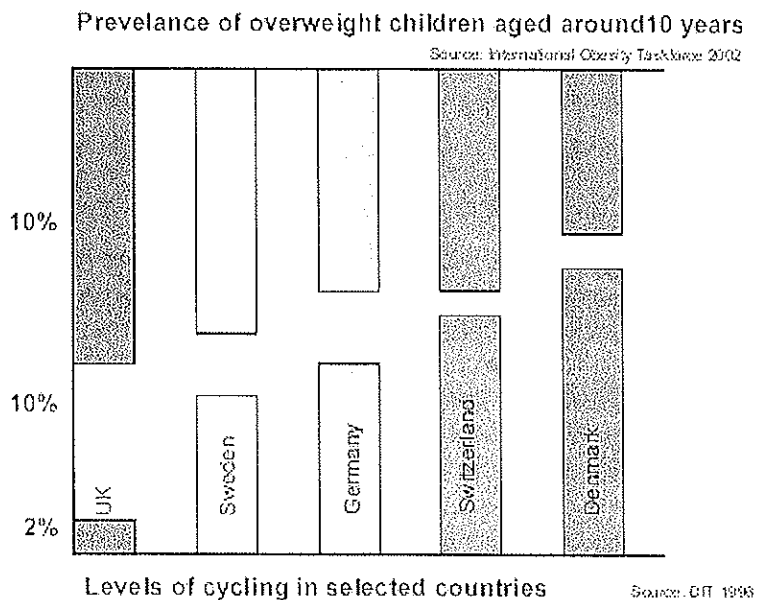 Prevelance of overweight children aged around10 years
Source: International Obesity Taskforce 2002
10%
10%
2%
UK
Sweden
Germany
Switzerland
Denmark
Levels of cycling in selected countries
Source: DfT 1996